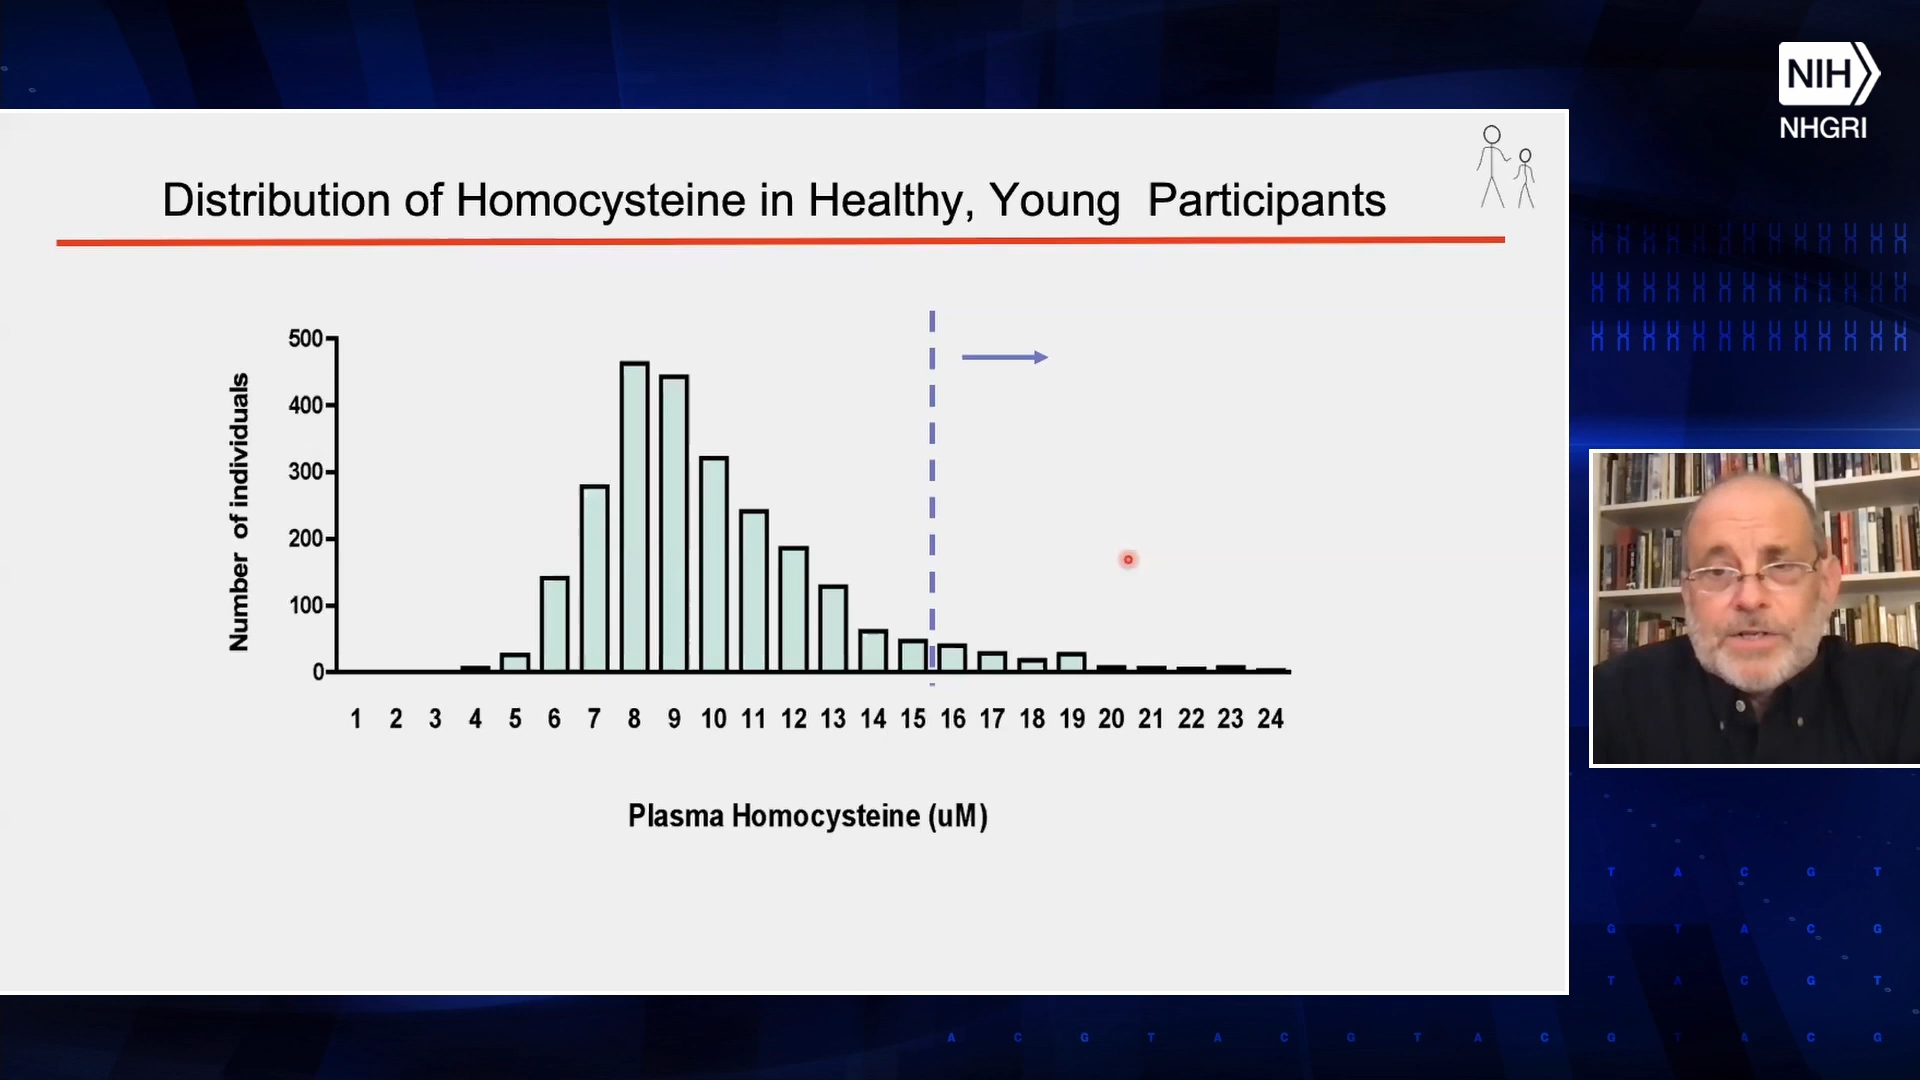 NIH
NHGRI
Distribution of Homocysteine in Healthy, Young  Participants
Number of individuals
500
400
300
200
100
0
1 2 3 4 5 6 7 8 9 10 11 12 13 14 15 16 17 18 19 20 21 22 23 24
Plasma Homocysteine (uM)
T A C G T
G T A C G
T A C G T
A C G T A C G T A C G T A C G